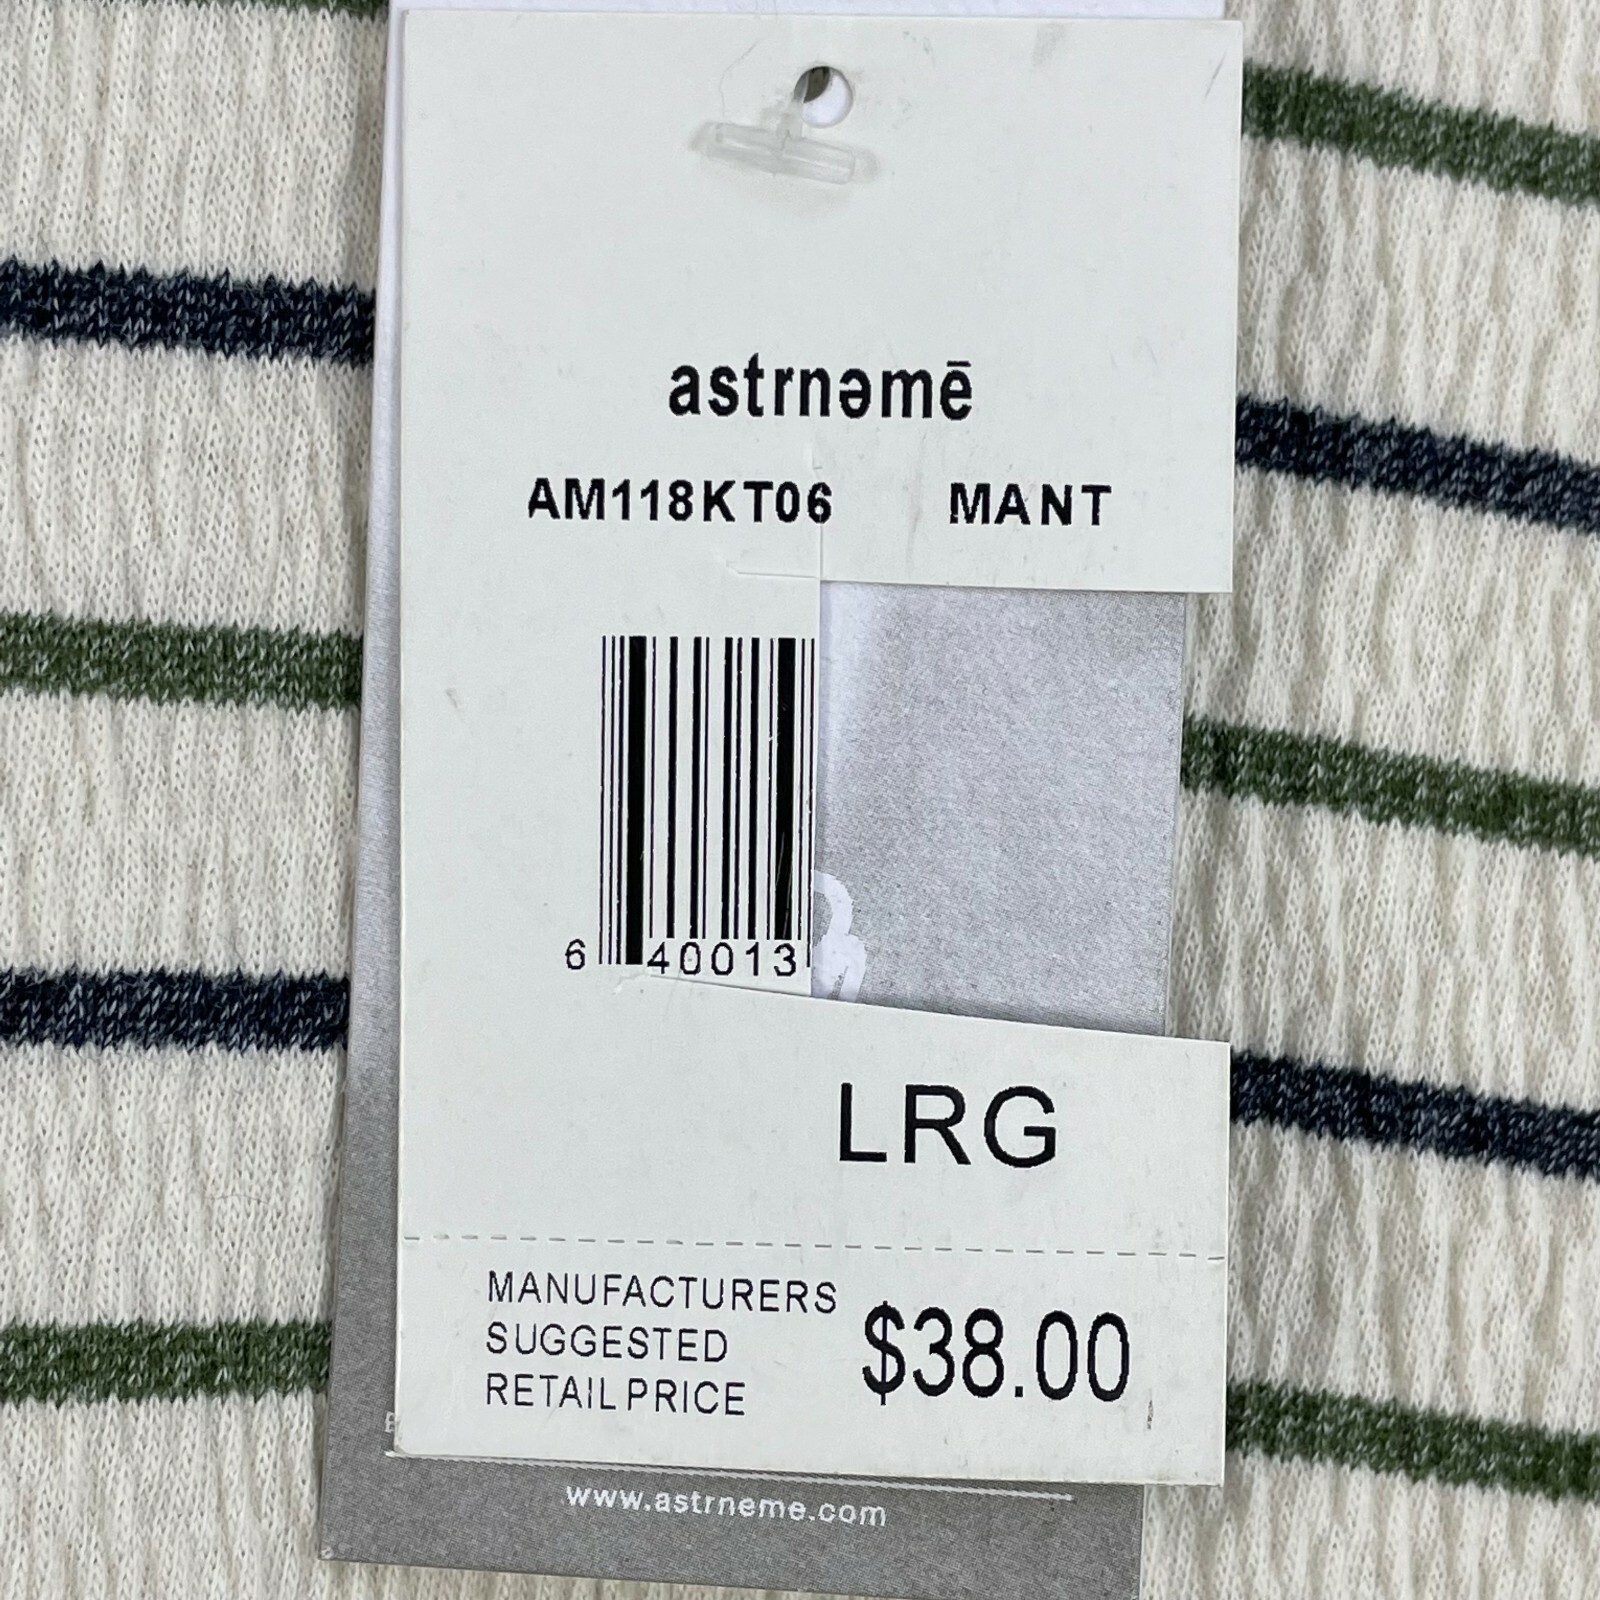 astrnəmē
AM118KT06 MANT
6 40013
LRG
MANUFACTURERS
SUGGESTED
RETAIL PRICE
$38.00
www.astrneme.com